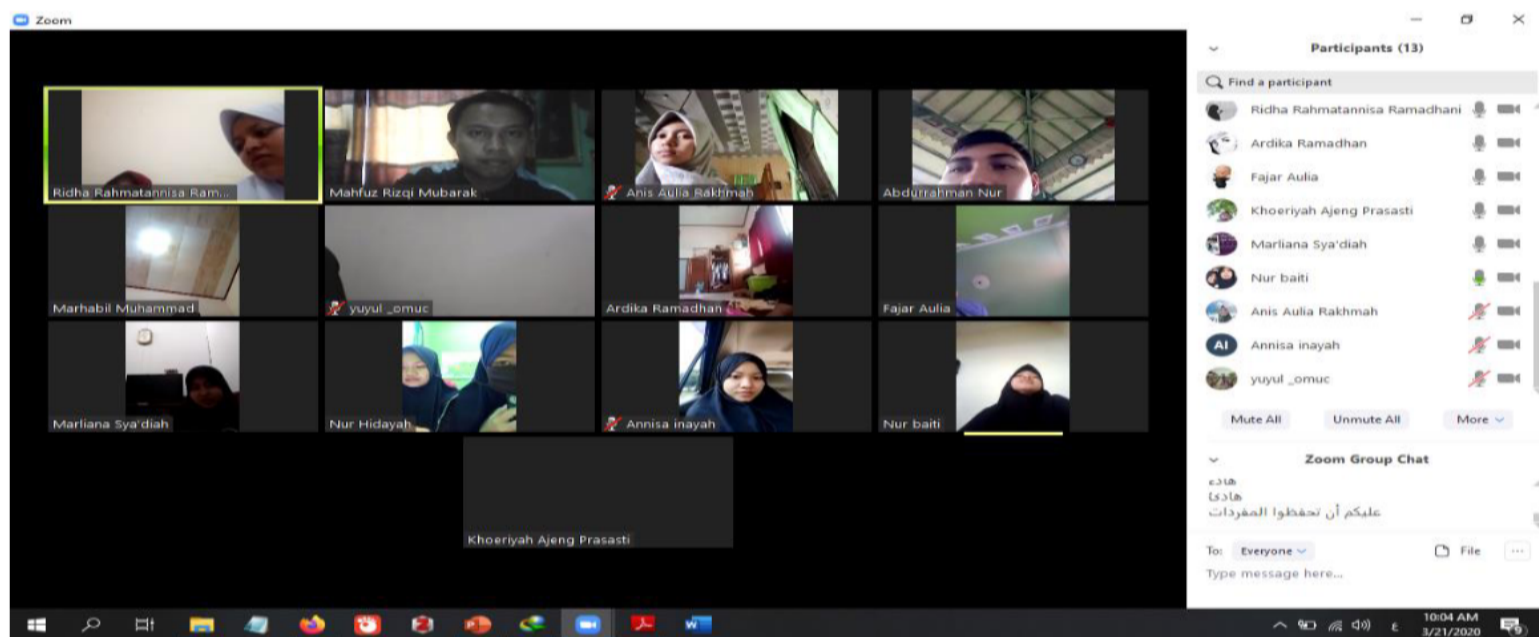 Zoom
Ridha Rahmatannisa Ram...
Mahfuz Rizqi Mubarak
Anis Aulia Rakhmah
Abdurrahman Nur
Marhabil Muhammad
yuyul _omuc
Ardika Ramadhan
Fajar Aulia
Marliana Sya'diah
Nur Hidayah
Annisa inayah
Nur baiti
Khoeriyah Ajeng Prasasti
Participants (13)
Find a participant
Ridha Rahmatannisa Ramadhani
Ardika Ramadhan
Fajar Aulia
Khoeriyah Ajeng Prasasti
Marliana Sya'diah
Nur baiti
Anis Aulia Rakhmah
AI Annisa inayah
yuyul _omuc
Mute All Unmute All More
Zoom Group Chat
هادئ
عليكم أن تحفظوا المفردات
To: Everyone File ...
Type message here...
ع 10:04 AM
3/21/2020